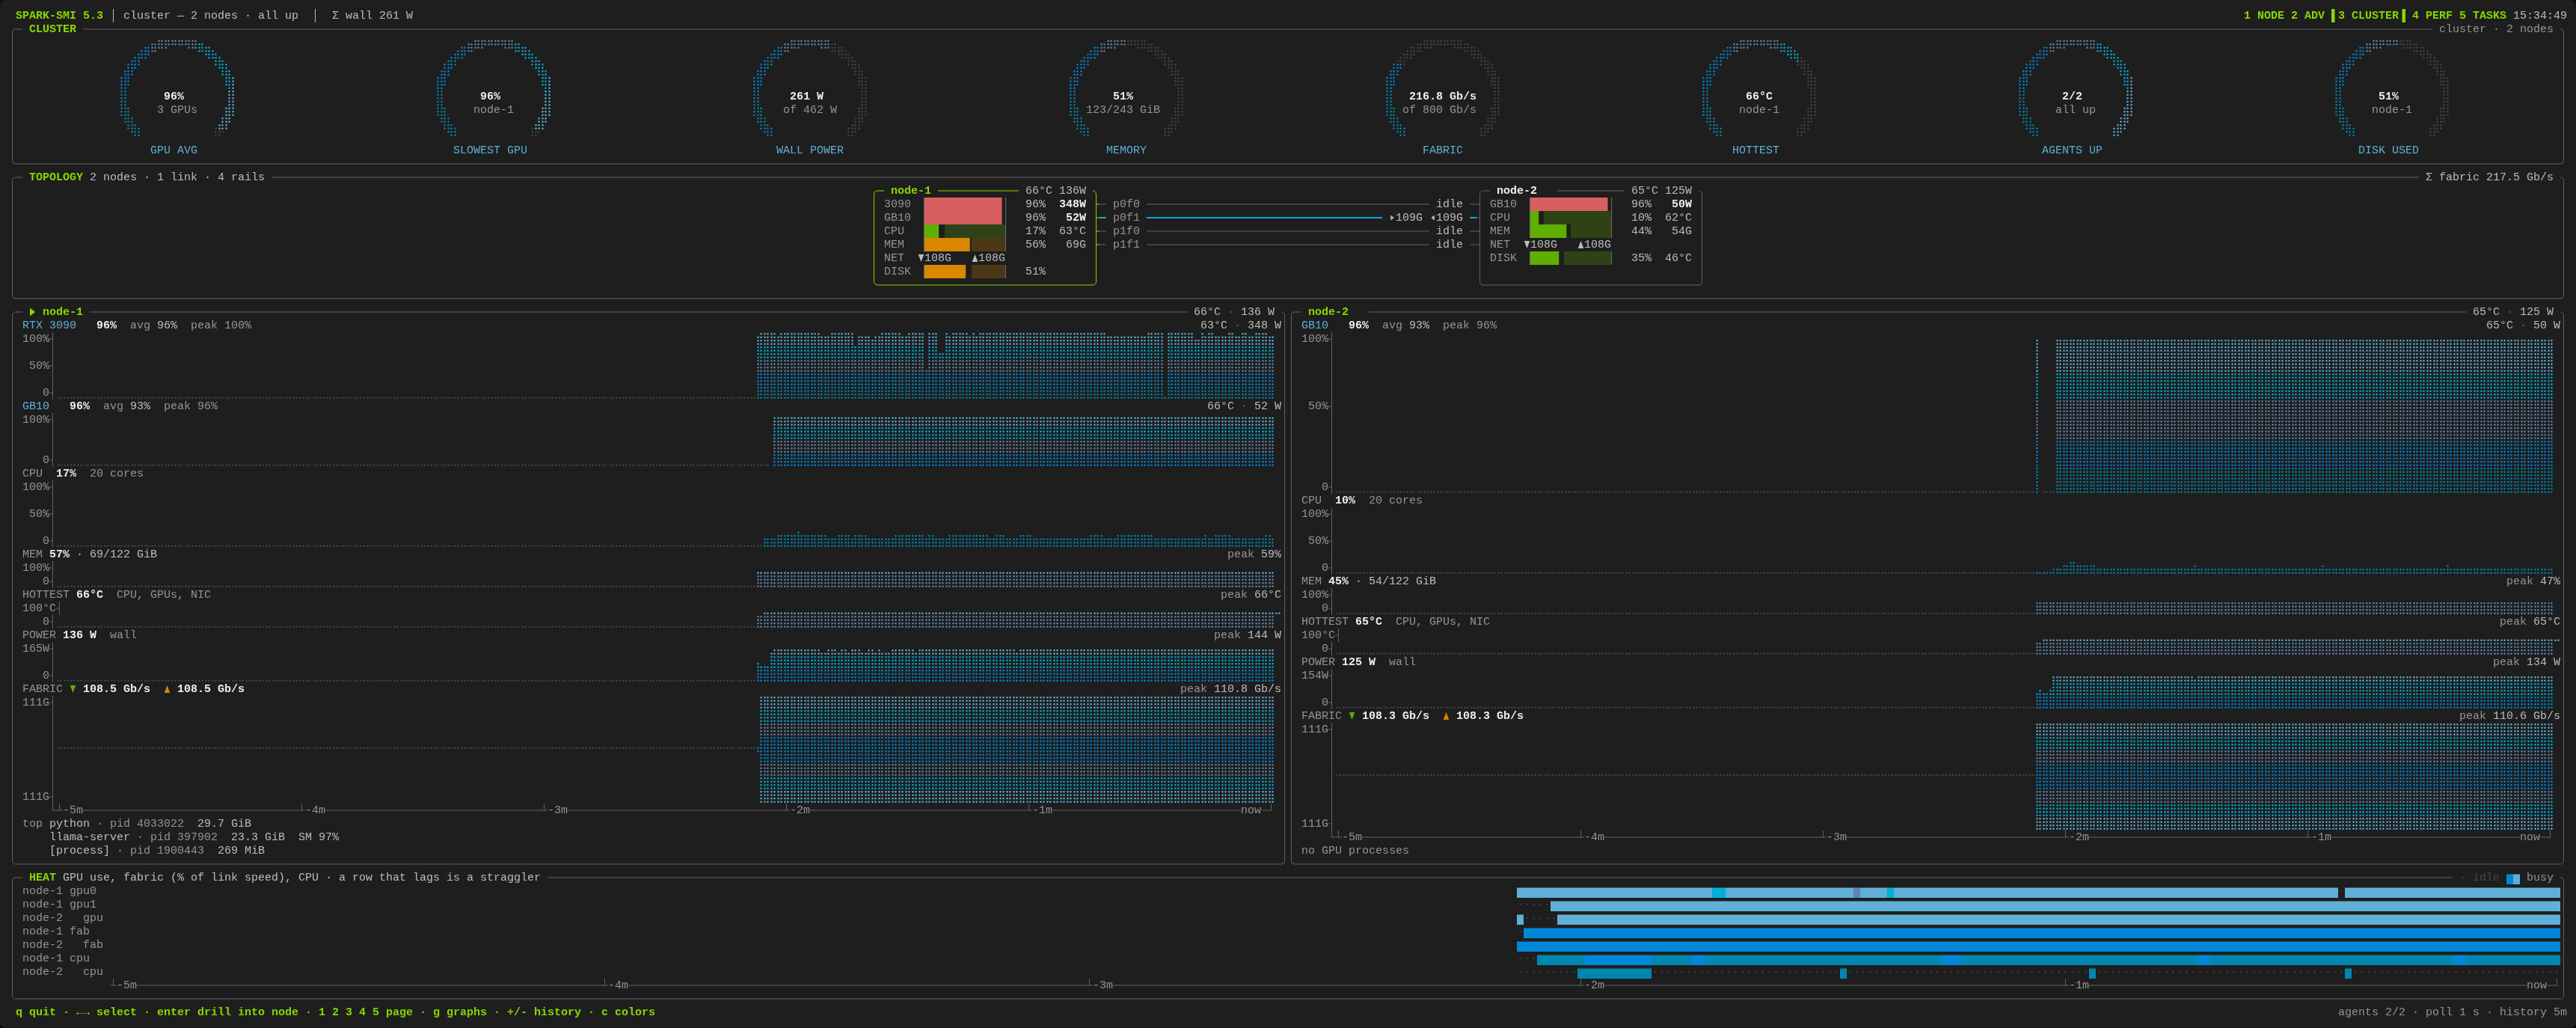 SPARK-SMI 5.3 │ cluster — 2 nodes · all up │ Σ wall 261 W 1 NODE 2 ADV ▌3 CLUSTER▐ 4 PERF 5 TASKS 15:34:49
CLUSTER cluster · 2 nodes
96% 96% 261 W 51% 216.8 Gb/s 66°C 2/2 51%
3 GPUs node-1 of 462 W 123/243 GiB of 800 Gb/s node-1 all up node-1
GPU AVG SLOWEST GPU WALL POWER MEMORY FABRIC HOTTEST AGENTS UP DISK USED
TOPOLOGY 2 nodes · 1 link · 4 rails Σ fabric 217.5 Gb/s
node-1 66°C 136W node-2 65°C 125W
3090 96% 348W p0f0 idle GB10 96% 50W
GB10 96% 52W p0f1 ▸109G ◂109G CPU 10% 62°C
CPU 17% 63°C p1f0 idle MEM 44% 54G
MEM 56% 69G p1f1 idle NET ▼108G ▲108G
NET ▼108G ▲108G DISK 35% 46°C
DISK 51%
▶ node-1 66°C · 136 W
RTX 3090 96% avg 96% peak 100% 63°C · 348 W
100%
50%
0
GB10 96% avg 93% peak 96% 66°C · 52 W
100%
0
CPU 17% 20 cores
100%
50%
0
MEM 57% · 69/122 GiB peak 59%
100%
0
HOTTEST 66°C CPU, GPUs, NIC peak 66°C
100°C
0
POWER 136 W wall peak 144 W
165W
0
FABRIC ▼ 108.5 Gb/s ▲ 108.5 Gb/s peak 110.8 Gb/s
111G
111G
-5m -4m -3m -2m -1m now
top python · pid 4033022 29.7 GiB
llama-server · pid 397902 23.3 GiB SM 97%
[process] · pid 1900443 269 MiB
node-2 65°C · 125 W
GB10 96% avg 93% peak 96% 65°C · 50 W
100%
50%
0
CPU 10% 20 cores
100%
50%
0
MEM 45% · 54/122 GiB peak 47%
100%
0
HOTTEST 65°C CPU, GPUs, NIC peak 65°C
100°C
0
POWER 125 W wall peak 134 W
154W
0
FABRIC ▼ 108.3 Gb/s ▲ 108.3 Gb/s peak 110.6 Gb/s
111G
111G
-5m -4m -3m -2m -1m now
no GPU processes
HEAT GPU use, fabric (% of link speed), CPU · a row that lags is a straggler · idle busy
node-1 gpu0
node-1 gpu1
node-2 gpu
node-1 fab
node-2 fab
node-1 cpu
node-2 cpu
-5m -4m -3m -2m -1m now
q quit · ←→ select · enter drill into node · 1 2 3 4 5 page · g graphs · +/- history · c colors agents 2/2 · poll 1 s · history 5m